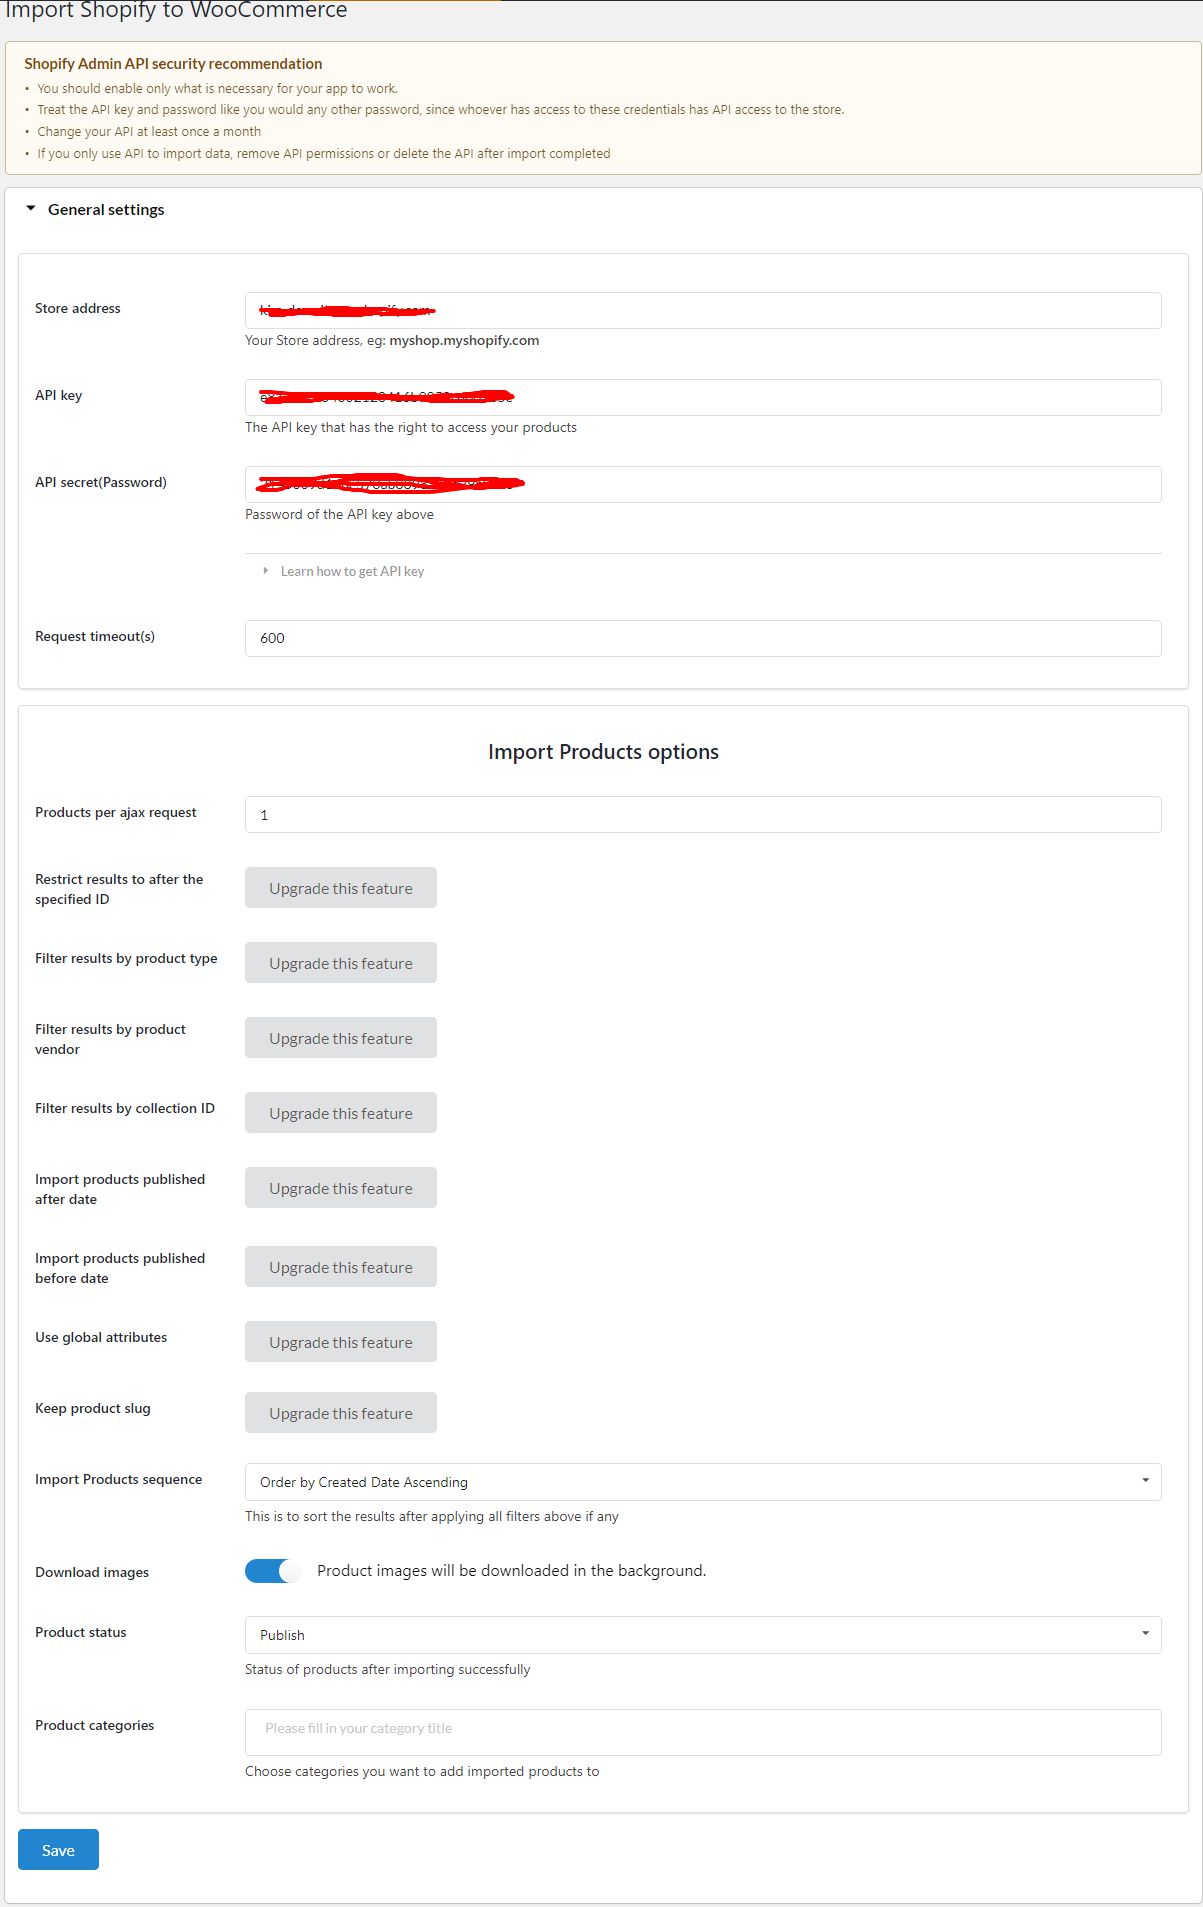 Import Shopify to WooCommerce
Shopify Admin API security recommendation
• You should enable only what is necessary for your app to work.
• Treat the API key and password like you would any other password, since whoever has access to these credentials has API access to the store.
• Change your API at least once a month
• If you only use API to import data, remove API permissions or delete the API after import completed
General settings
Store address
Your Store address, eg: myshop.myshopify.com
API key
The API key that has the right to access your products
API secret(Password)
Password of the API key above
Learn how to get API key
Request timeout(s)
600
Import Products options
Products per ajax request
1
Restrict results to after the
specified ID
Upgrade this feature
Filter results by product type
Upgrade this feature
Filter results by product
vendor
Upgrade this feature
Filter results by collection ID
Upgrade this feature
Import products published
after date
Upgrade this feature
Import products published
before date
Upgrade this feature
Use global attributes
Upgrade this feature
Keep product slug
Upgrade this feature
Import Products sequence
Order by Created Date Ascending
This is to sort the results after applying all filters above if any
Download images
Product images will be downloaded in the background.
Product status
Publish
Status of products after importing successfully
Product categories
Please fill in your category title
Choose categories you want to add imported products to
Save